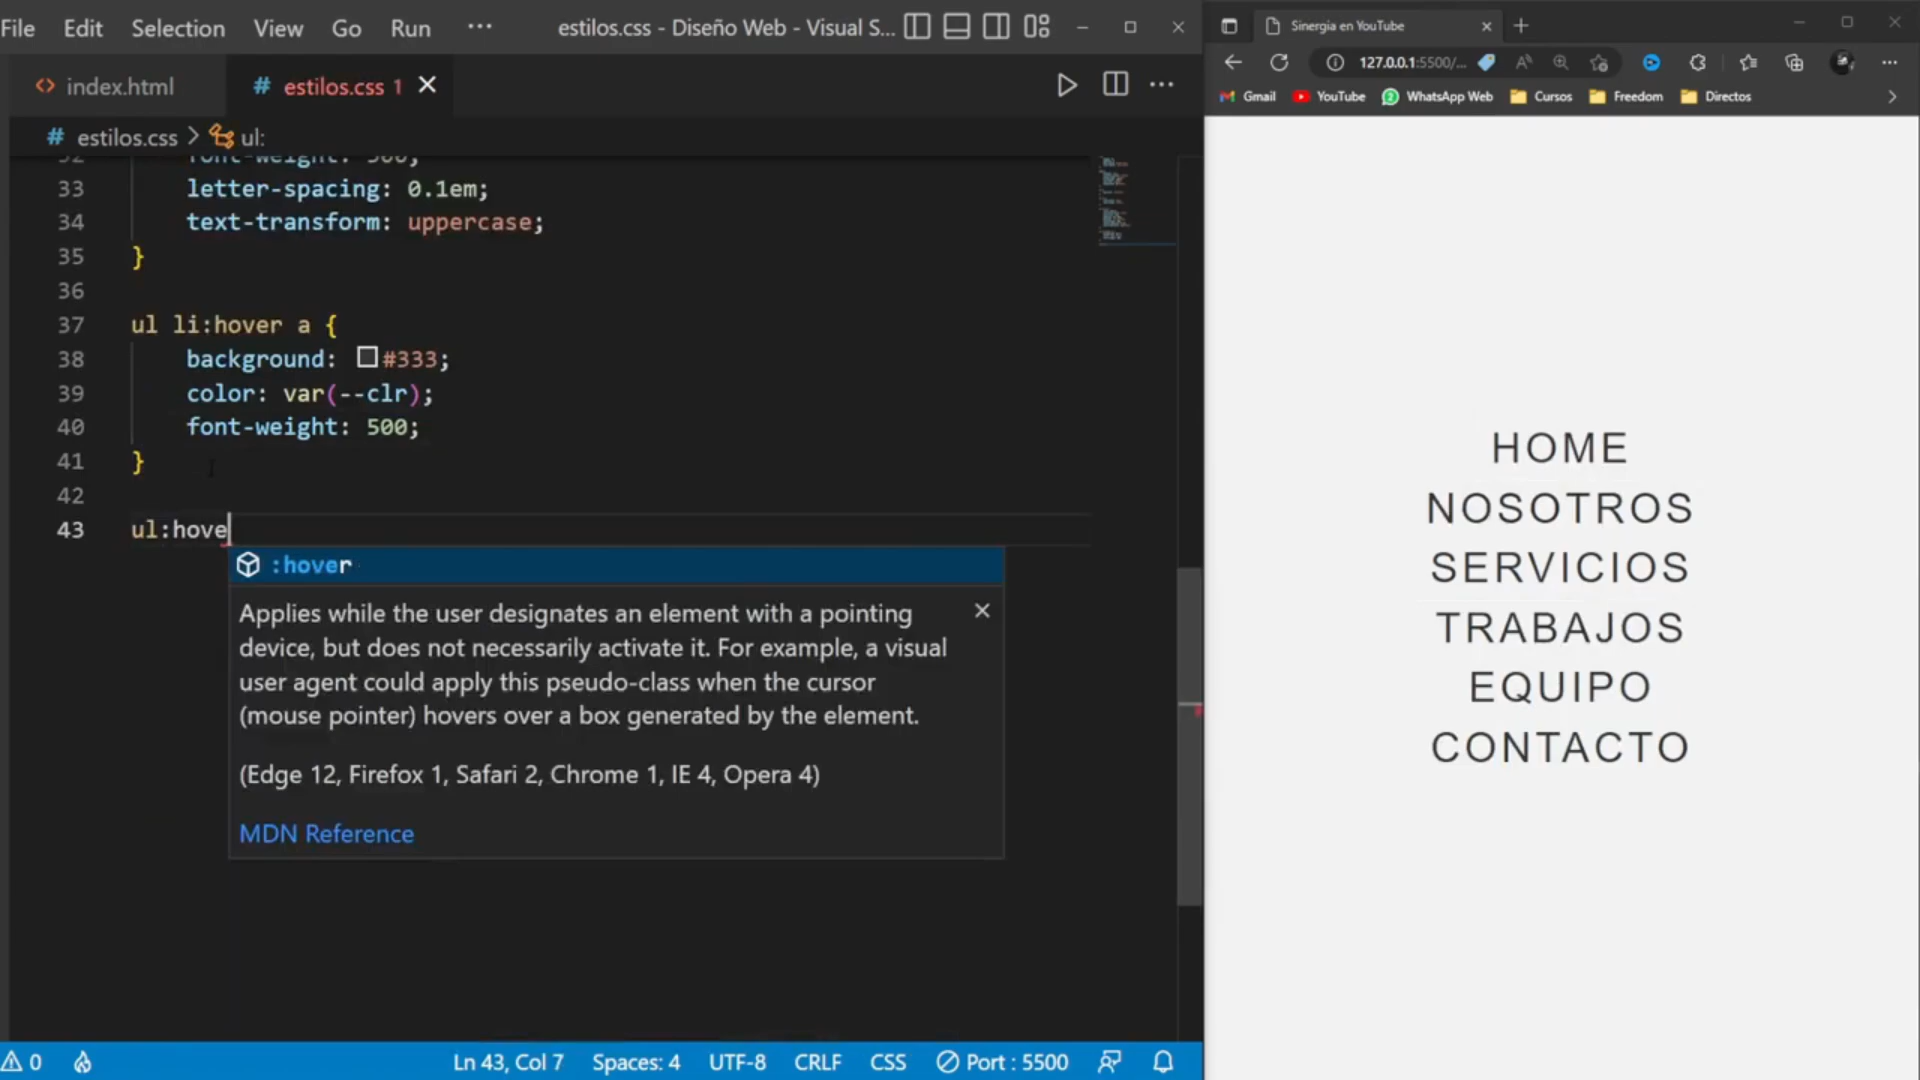 File Edit Selection View Go Run ··· estilos.css - Diseño Web - Visual S...
index.html
estilos.css 1
estilos.css > ul:
33 letter-spacing: 0.1em;
34 text-transform: uppercase;
35 }
36
37 ul li:hover a {
38 background: #333;
39 color: var(--clr);
40 font-weight: 500;
41 }
42
43 ul:hove
:hover
Applies while the user designates an element with a pointing
device, but does not necessarily activate it. For example, a visual
user agent could apply this pseudo-class when the cursor
(mouse pointer) hovers over a box generated by the element.
(Edge 12, Firefox 1, Safari 2, Chrome 1, IE 4, Opera 4)
MDN Reference
0 Ln 43, Col 7 Spaces: 4 UTF-8 CRLF CSS Port : 5500
Sinergia en YouTube
127.0.0.1:5500/...
Gmail YouTube WhatsApp Web Cursos Freedom Directos
HOME
NOSOTROS
SERVICIOS
TRABAJOS
EQUIPO
CONTACTO